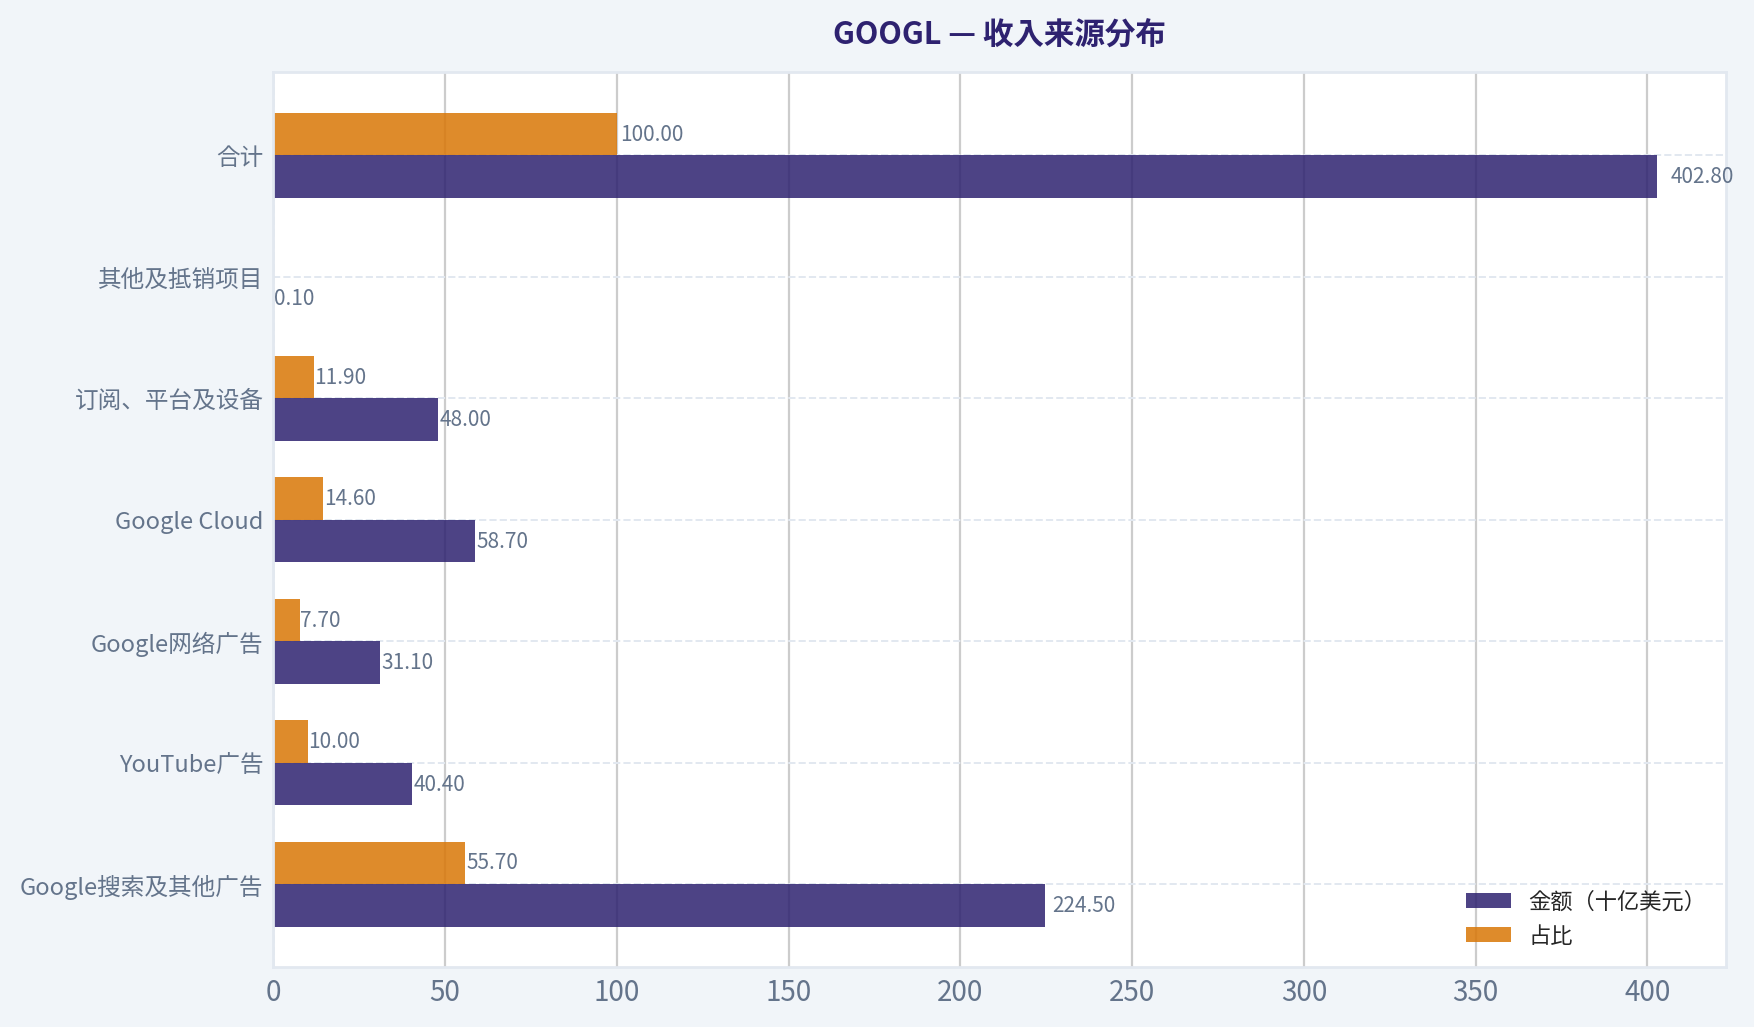 GOOGL — 收入来源分布
合计
100.00
402.80
其他及抵销项目
0.10
订阅、平台及设备
11.90
48.00
Google Cloud
14.60
58.70
Google网络广告
7.70
31.10
YouTube广告
10.00
40.40
Google搜索及其他广告
55.70
224.50
金额（十亿美元）
占比
0 50 100 150 200 250 300 350 400